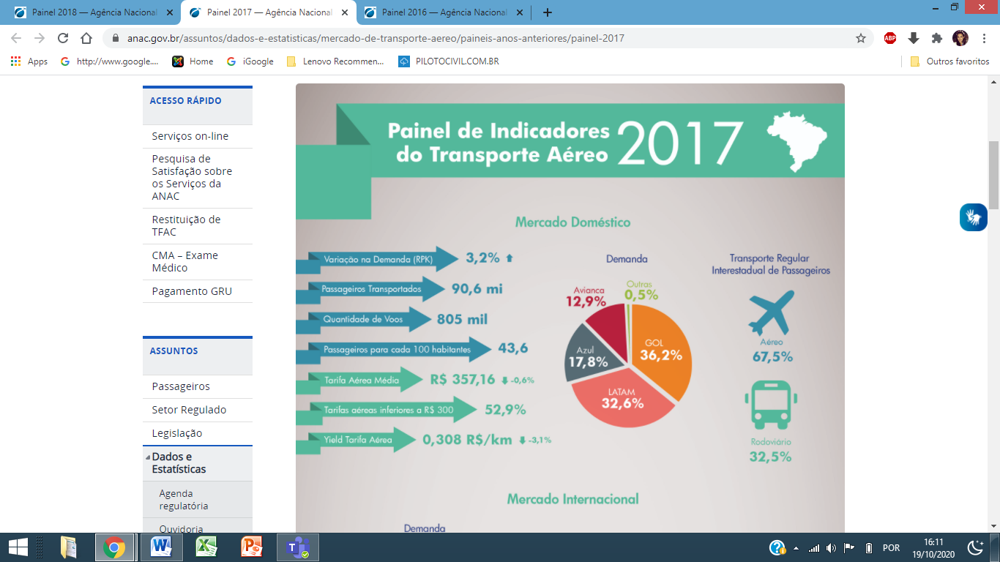 Painel 2018 — Agência Nacional
Painel 2017 — Agência Nacional
Painel 2016 — Agência Nacional
anac.gov.br/assuntos/dados-e-estatisticas/mercado-de-transporte-aereo/paineis-anos-anteriores/painel-2017
ABP
Apps
http://www.google....
Home
iGoogle
Lenovo Recommen...
PILOTOCIVIL.COM.BR
Outros favoritos
ACESSO RÁPIDO
Serviços on-line
Pesquisa de
Satisfação sobre
os Serviços da
ANAC
Restituição de
TFAC
CMA – Exame
Médico
Pagamento GRU
ASSUNTOS
Passageiros
Setor Regulado
Legislação
Dados e
Estatísticas
Agenda
regulatória
Ouvidoria
Painel de Indicadores
do Transporte Aéreo
2017
Mercado Doméstico
Variação na Demanda (RPK) 3,2%
Passageiros Transportados 90,6 mi
Quantidade de Voos 805 mil
Passageiros para cada 100 habitantes 43,6
Tarifa Aérea Média R$ 357,16 -0,6%
Tarifas aéreas inferiores a R$ 300 52,9%
Yield Tarifa Aérea 0,308 R$/km -3,1%
Demanda
Outras
0,5%
Avianca
12,9%
GOL
36,2%
Azul
17,8%
LATAM
32,6%
Transporte Regular
Interestadual de Passageiros
Aéreo
67,5%
Rodoviário
32,5%
Mercado Internacional
Demanda
POR
16:11
19/10/2020